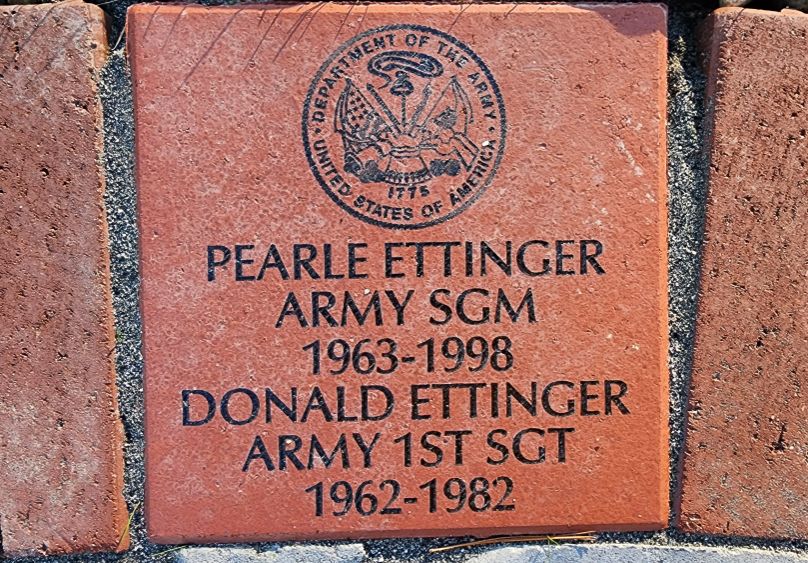 DEPARTMENT OF THE ARMY
UNITED STATES OF AMERICA
1775
PEARLE ETTINGER
ARMY SGM
1963-1998
DONALD ETTINGER
ARMY 1ST SGT
1962-1982